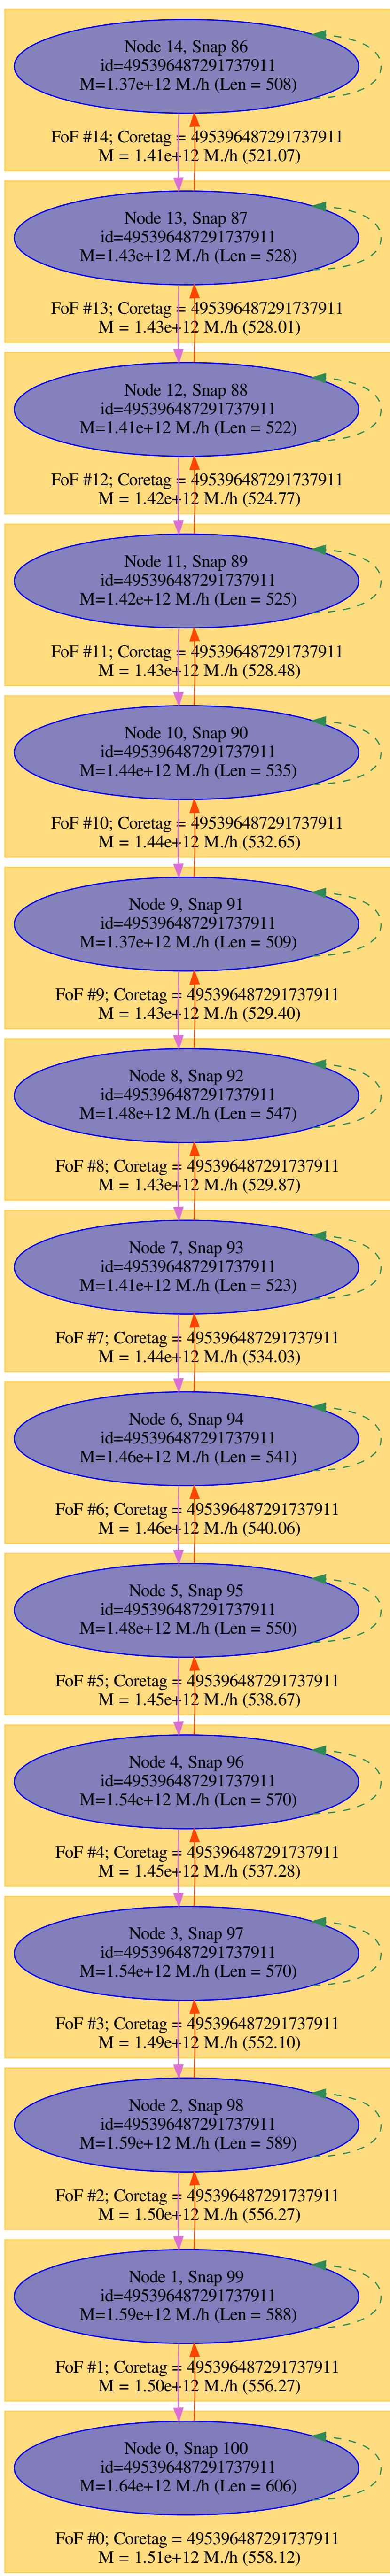 Node 14, Snap 86
id=495396487291737911
M=1.37e+12 M./h (Len = 508)
FoF #14; Coretag = 495396487291737911
M = 1.41e+12 M./h (521.07)
Node 13, Snap 87
id=495396487291737911
M=1.43e+12 M./h (Len = 528)
FoF #13; Coretag = 495396487291737911
M = 1.43e+12 M./h (528.01)
Node 12, Snap 88
id=495396487291737911
M=1.41e+12 M./h (Len = 522)
FoF #12; Coretag = 495396487291737911
M = 1.42e+12 M./h (524.77)
Node 11, Snap 89
id=495396487291737911
M=1.42e+12 M./h (Len = 525)
FoF #11; Coretag = 495396487291737911
M = 1.43e+12 M./h (528.48)
Node 10, Snap 90
id=495396487291737911
M=1.44e+12 M./h (Len = 535)
FoF #10; Coretag = 495396487291737911
M = 1.44e+12 M./h (532.65)
Node 9, Snap 91
id=495396487291737911
M=1.37e+12 M./h (Len = 509)
FoF #9; Coretag = 495396487291737911
M = 1.43e+12 M./h (529.40)
Node 8, Snap 92
id=495396487291737911
M=1.48e+12 M./h (Len = 547)
FoF #8; Coretag = 495396487291737911
M = 1.43e+12 M./h (529.87)
Node 7, Snap 93
id=495396487291737911
M=1.41e+12 M./h (Len = 523)
FoF #7; Coretag = 495396487291737911
M = 1.44e+12 M./h (534.03)
Node 6, Snap 94
id=495396487291737911
M=1.46e+12 M./h (Len = 541)
FoF #6; Coretag = 495396487291737911
M = 1.46e+12 M./h (540.06)
Node 5, Snap 95
id=495396487291737911
M=1.48e+12 M./h (Len = 550)
FoF #5; Coretag = 495396487291737911
M = 1.45e+12 M./h (538.67)
Node 4, Snap 96
id=495396487291737911
M=1.54e+12 M./h (Len = 570)
FoF #4; Coretag = 495396487291737911
M = 1.45e+12 M./h (537.28)
Node 3, Snap 97
id=495396487291737911
M=1.54e+12 M./h (Len = 570)
FoF #3; Coretag = 495396487291737911
M = 1.49e+12 M./h (552.10)
Node 2, Snap 98
id=495396487291737911
M=1.59e+12 M./h (Len = 589)
FoF #2; Coretag = 495396487291737911
M = 1.50e+12 M./h (556.27)
Node 1, Snap 99
id=495396487291737911
M=1.59e+12 M./h (Len = 588)
FoF #1; Coretag = 495396487291737911
M = 1.50e+12 M./h (556.27)
Node 0, Snap 100
id=495396487291737911
M=1.64e+12 M./h (Len = 606)
FoF #0; Coretag = 495396487291737911
M = 1.51e+12 M./h (558.12)